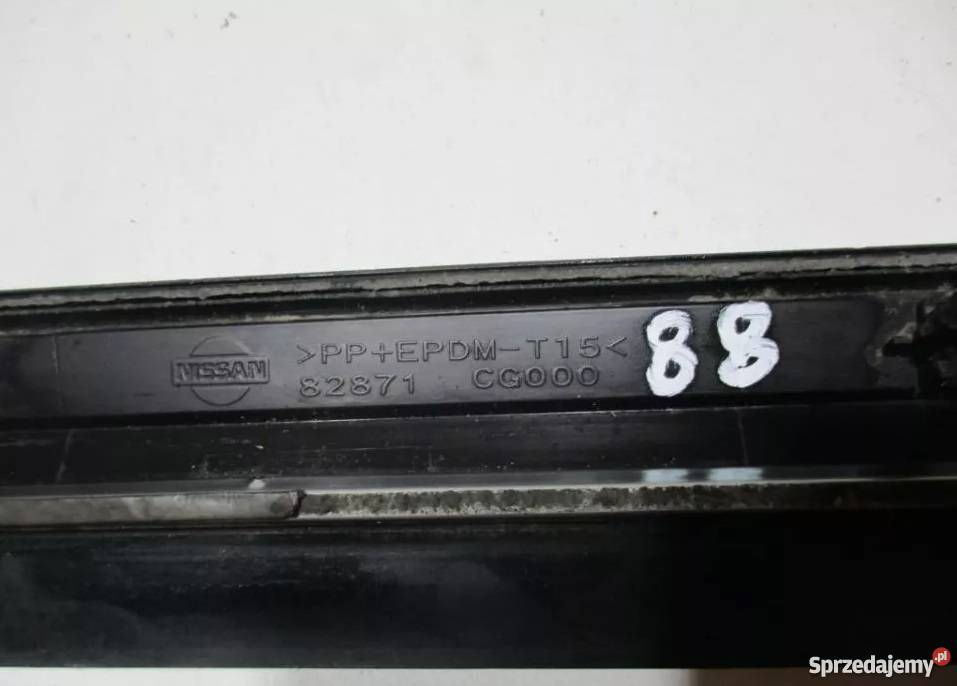 NISSAN
>PP+EPDM-T15<
82871 CG000
88
Sprzedajemy.pl